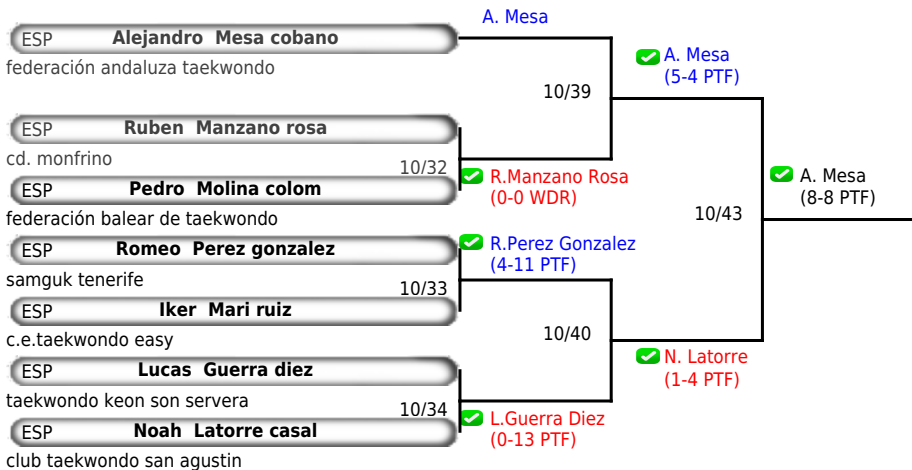 A. Mesa
ESP Alejandro Mesa cobano
federación andaluza taekwondo
A. Mesa
(5-4 PTF)
10/39
ESP Ruben Manzano rosa
cd. monfrino
10/32
R.Manzano Rosa
(0-0 WDR)
ESP Pedro Molina colom
federación balear de taekwondo
A. Mesa
(8-8 PTF)
10/43
ESP Romeo Perez gonzalez
R.Perez Gonzalez
(4-11 PTF)
samguk tenerife
10/33
ESP Iker Mari ruiz
c.e.taekwondo easy
10/40
N. Latorre
(1-4 PTF)
ESP Lucas Guerra diez
taekwondo keon son servera
10/34
L.Guerra Diez
(0-13 PTF)
ESP Noah Latorre casal
club taekwondo san agustin